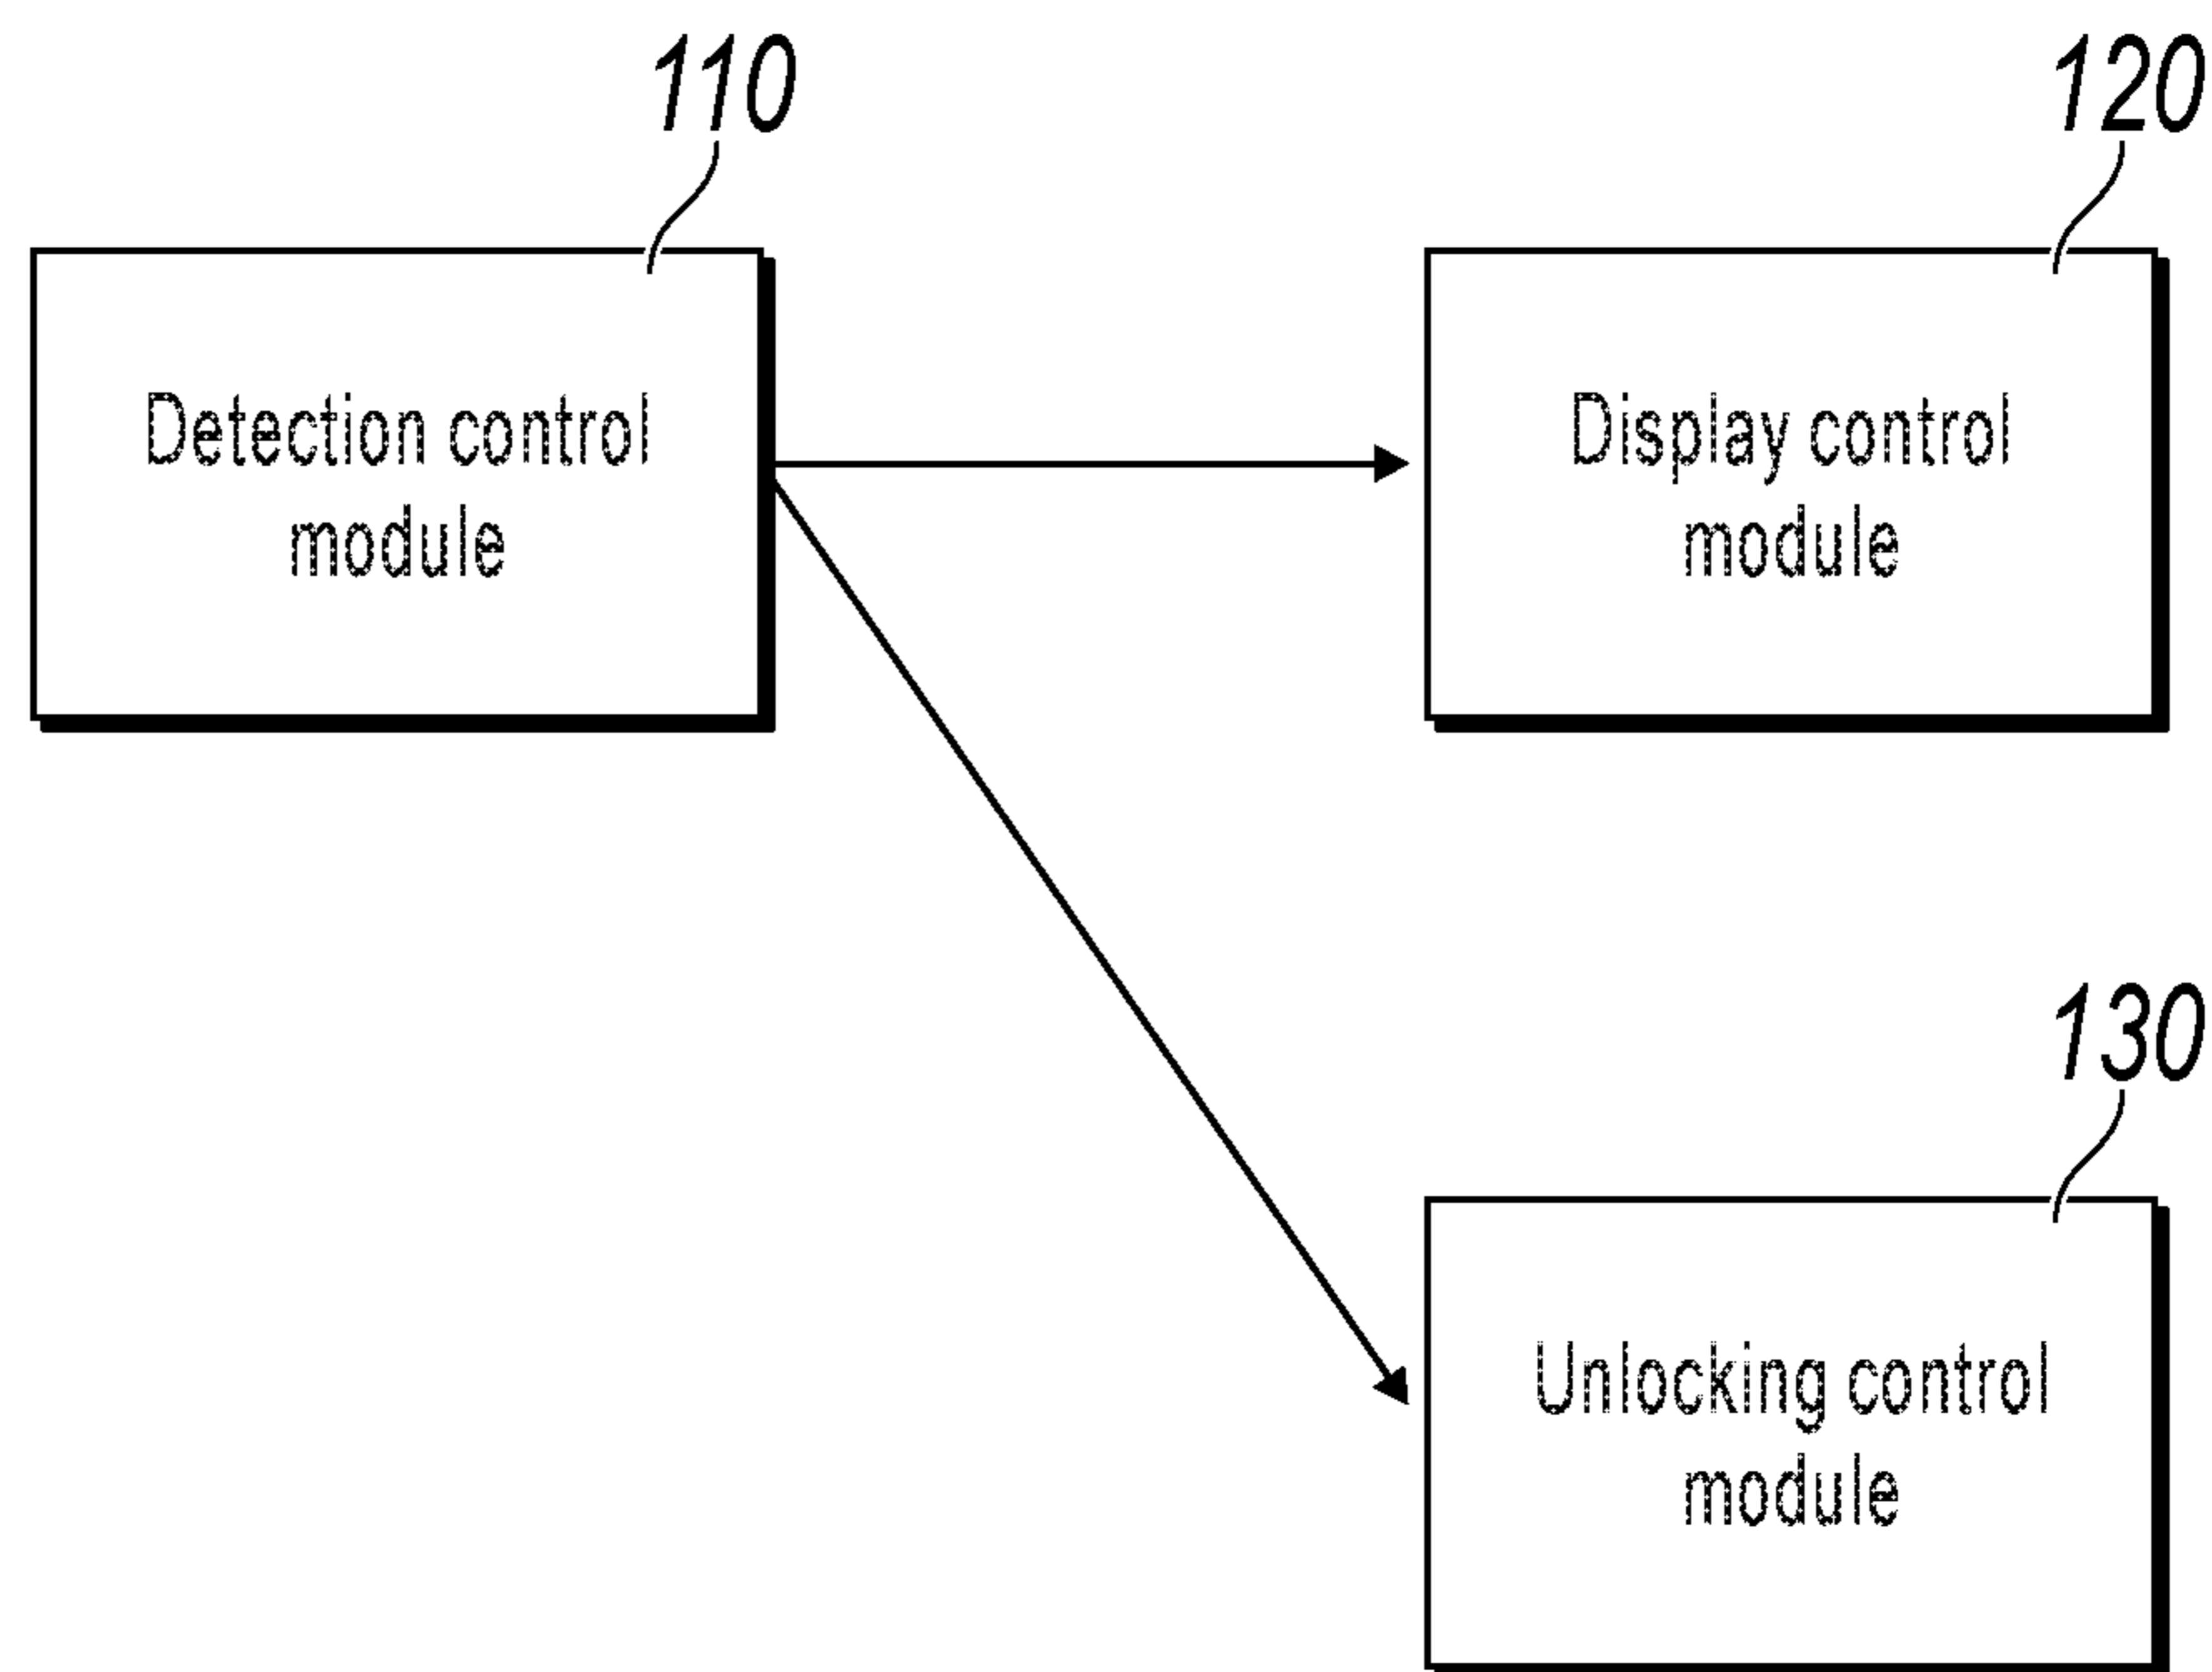 110
120
Detection control
module
Display control
module
130
Unlocking control
module